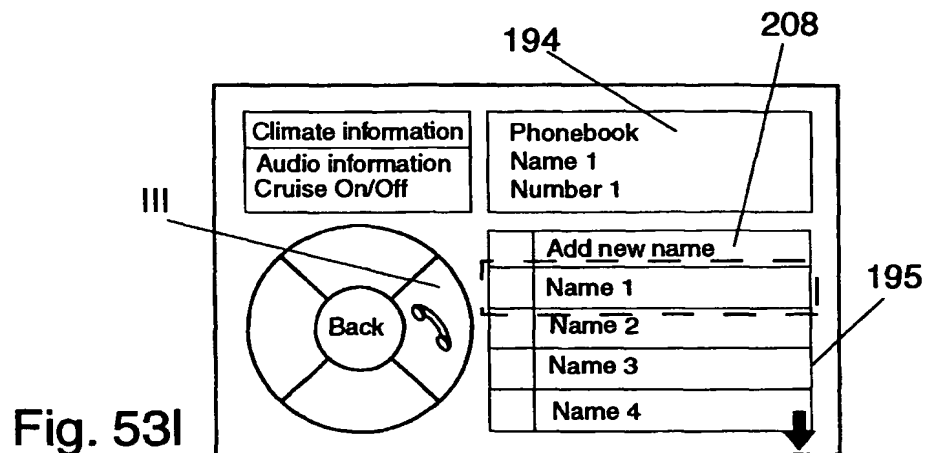 208
194
Climate information
Audio information
Cruise On/Off
Phonebook
Name 1
Number 1
III
Back
Add new name
Name 1
Name 2
Name 3
Name 4
195
Fig. 53I